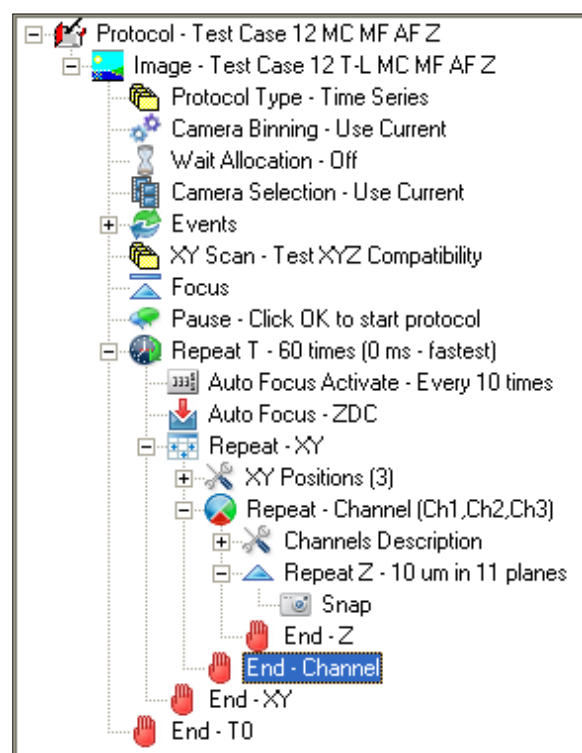 Protocol - Test Case 12 MC MF AF Z
Image - Test Case 12 T-L MC MF AF Z
Protocol Type - Time Series
Camera Binning - Use Current
Wait Allocation - Off
Camera Selection - Use Current
Events
XY Scan - Test XYZ Compatibility
Focus
Pause - Click OK to start protocol
Repeat T - 60 times (0 ms - fastest)
Auto Focus Activate - Every 10 times
Auto Focus - ZDC
Repeat - XY
XY Positions (3)
Repeat - Channel (Ch1,Ch2,Ch3)
Channels Description
Repeat Z - 10 um in 11 planes
Snap
End - Z
End - Channel
End - XY
End - T0